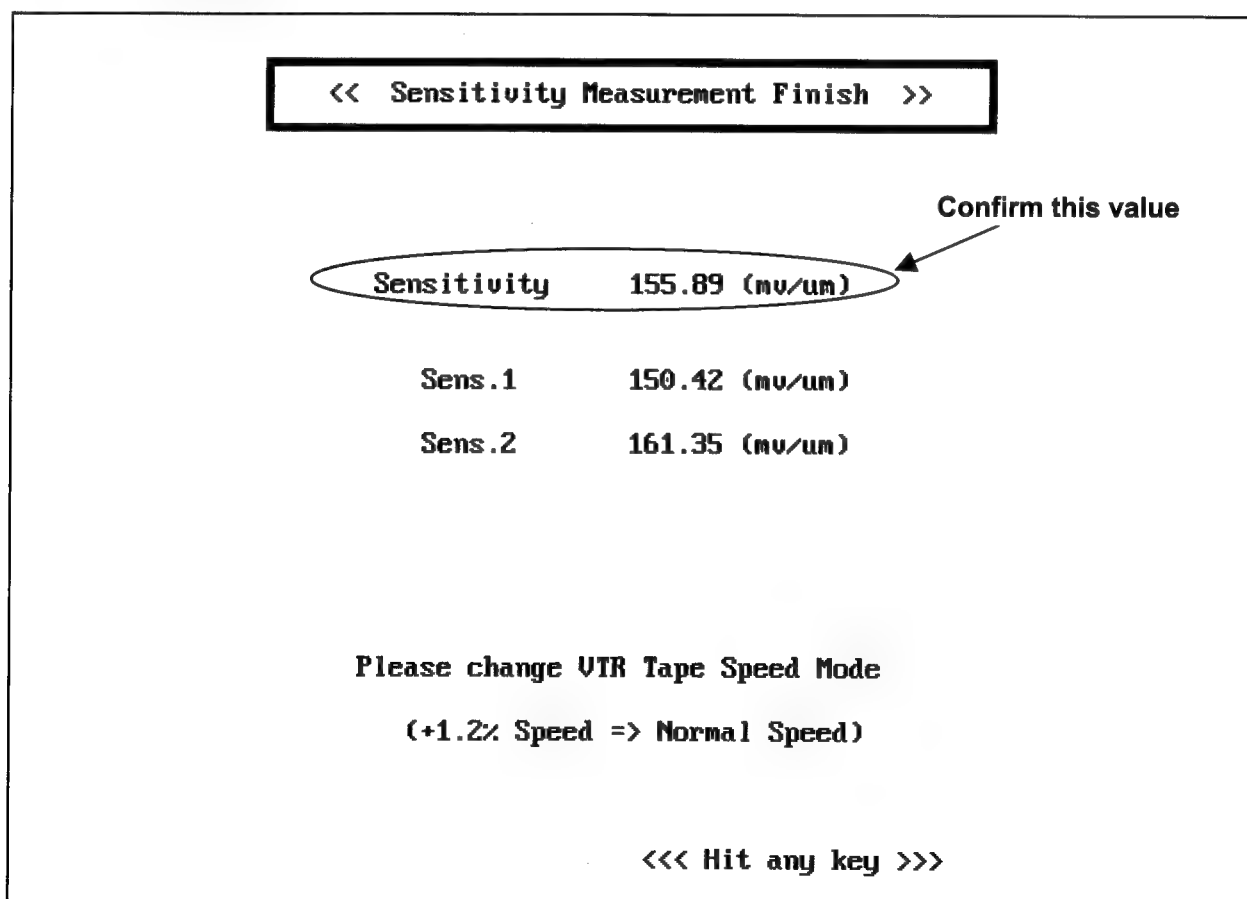 << Sensitivity Measurement Finish >>
Confirm this value
Sensitivity 155.89 (mv/um)
Sens.1 150.42 (mv/um)
Sens.2 161.35 (mv/um)
Please change VTR Tape Speed Mode
(+1.2% Speed => Normal Speed)
<<< Hit any key >>>